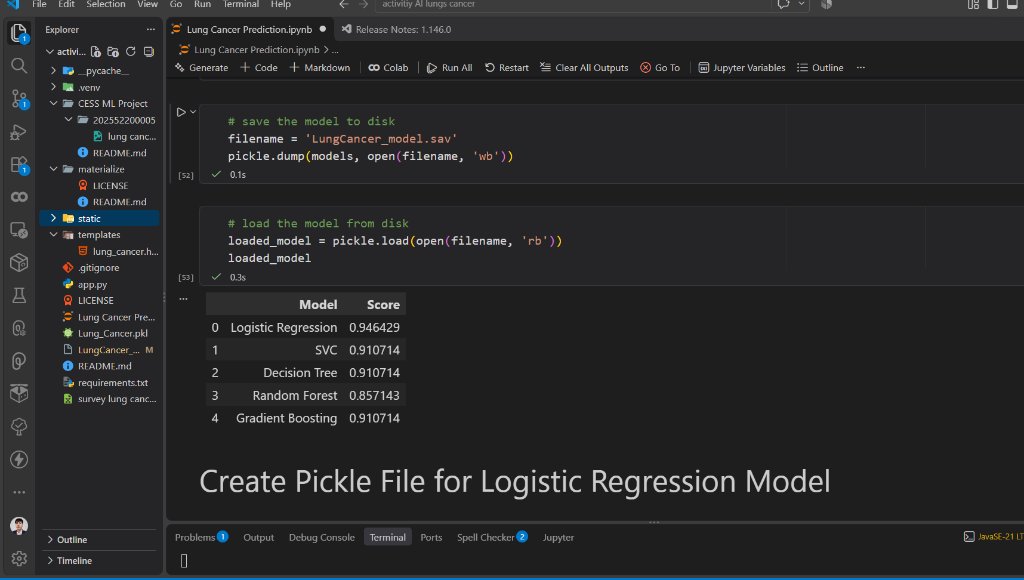 File Edit Selection View Go Run Terminal Help
activitiy AI lungs cancer
Explorer
activi...
__pycache__
.venv
CESS ML Project
202552200005
lung canc...
README.md
materialize
LICENSE
README.md
static
templates
lung_cancer.h...
.gitignore
app.py
LICENSE
Lung Cancer Pre...
Lung_Cancer.pkl
LungCancer_... M
README.md
requirements.txt
survey lung canc...
Outline
Timeline
Lung Cancer Prediction.ipynb
Release Notes: 1.146.0
Lung Cancer Prediction.ipynb > ...
Generate + Code + Markdown Colab Run All Restart Clear All Outputs Go To Jupyter Variables Outline ...
# save the model to disk
filename = 'LungCancer_model.sav'
pickle.dump(models, open(filename, 'wb'))
[52] 0.1s
# load the model from disk
loaded_model = pickle.load(open(filename, 'rb'))
loaded_model
[53] 0.3s
Model Score
0 Logistic Regression 0.946429
1 SVC 0.910714
2 Decision Tree 0.910714
3 Random Forest 0.857143
4 Gradient Boosting 0.910714
Create Pickle File for Logistic Regression Model
Problems 1 Output Debug Console Terminal Ports Spell Checker 2 Jupyter
JavaSE-21 LT